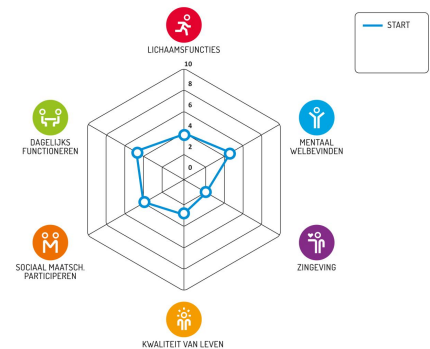 LICHAAMSFUNCTIES
START
10
8
6
4
2
0
DAGELIJKS
FUNCTIONEREN
MENTAAL
WELBEVINDEN
SOCIAAL MAATSCH.
PARTICIPEREN
ZINGEVING
KWALITEIT VAN LEVEN